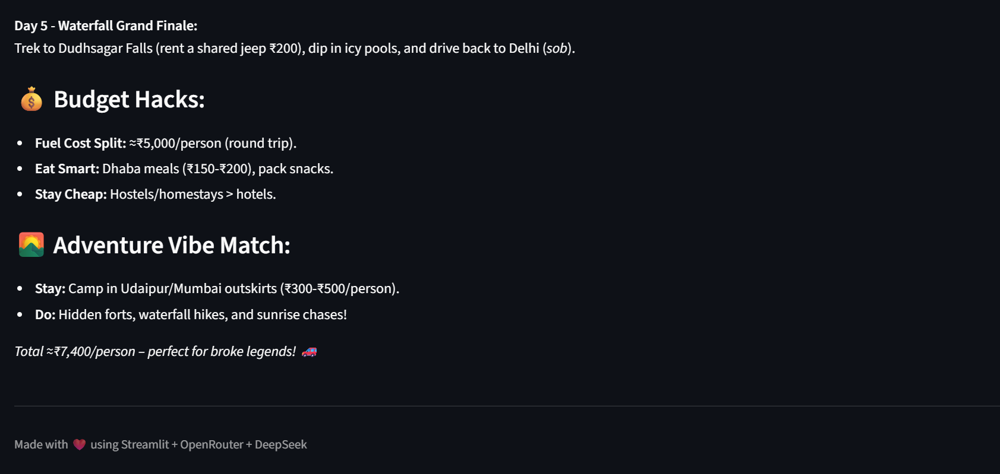 Day 5 - Waterfall Grand Finale:
Trek to Dudhsagar Falls (rent a shared jeep ₹200), dip in icy pools, and drive back to Delhi (sob).
💰 Budget Hacks:
• Fuel Cost Split: ≈₹5,000/person (round trip).
• Eat Smart: Dhaba meals (₹150-₹200), pack snacks.
• Stay Cheap: Hostels/homestays > hotels.
🌄 Adventure Vibe Match:
• Stay: Camp in Udaipur/Mumbai outskirts (₹300-₹500/person).
• Do: Hidden forts, waterfall hikes, and sunrise chases!
Total ≈₹7,400/person – perfect for broke legends! 🚙
Made with ❤️ using Streamlit + OpenRouter + DeepSeek